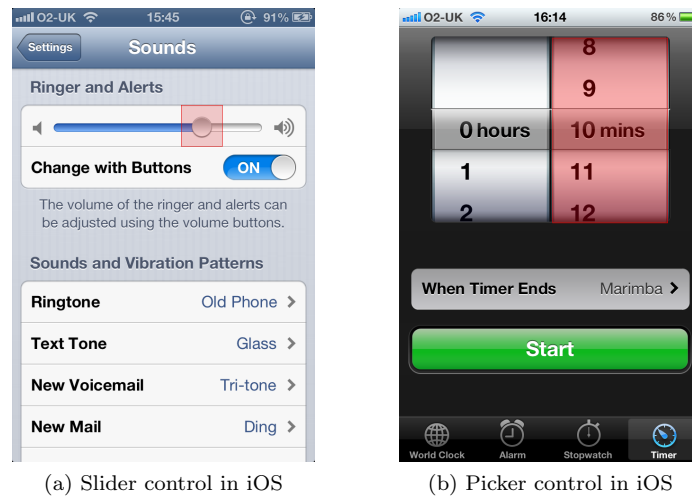 O2-UK 15:45 91%
Settings Sounds
Ringer and Alerts
Change with Buttons ON
The volume of the ringer and alerts can
be adjusted using the volume buttons.
Sounds and Vibration Patterns
Ringtone Old Phone
Text Tone Glass
New Voicemail Tri-tone
New Mail Ding
(a) Slider control in iOS
O2-UK 16:14 86%
8
9
0 hours 10 mins
1 11
2 12
When Timer Ends Marimba
Start
World Clock Alarm Stopwatch Timer
(b) Picker control in iOS